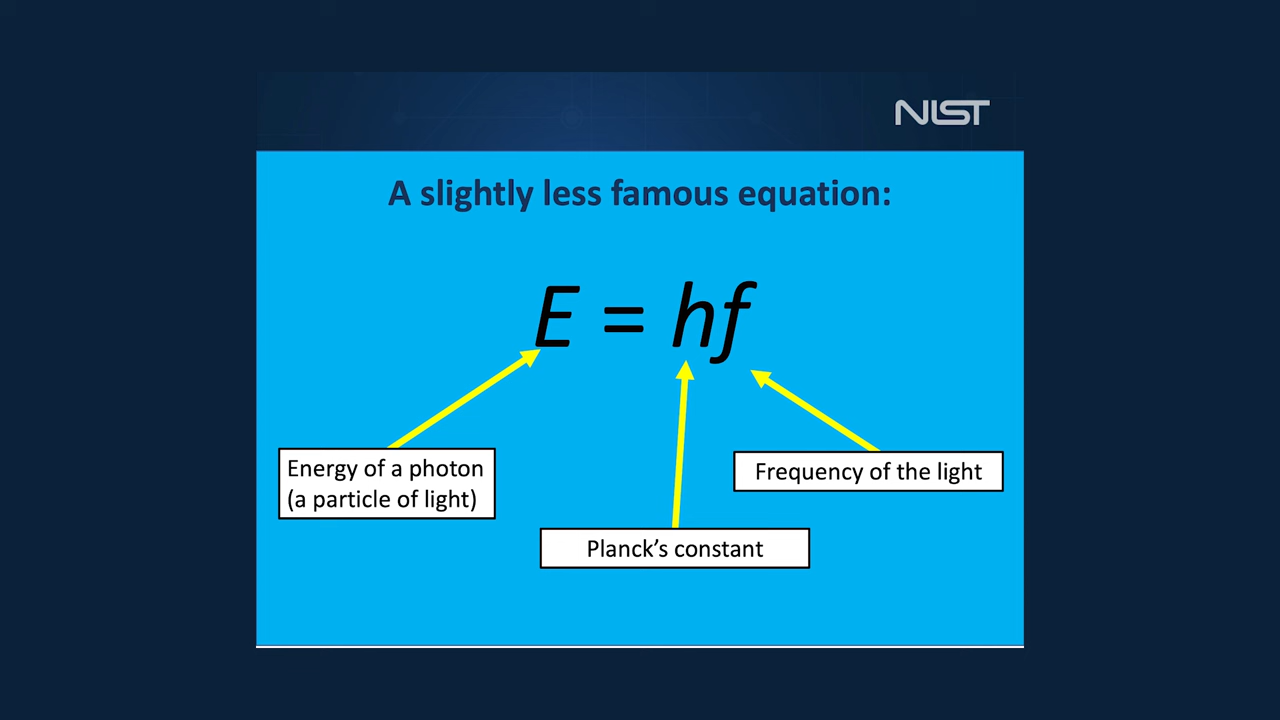 NIST
A slightly less famous equation:
E = hf
Energy of a photon
(a particle of light)
Frequency of the light
Planck’s constant